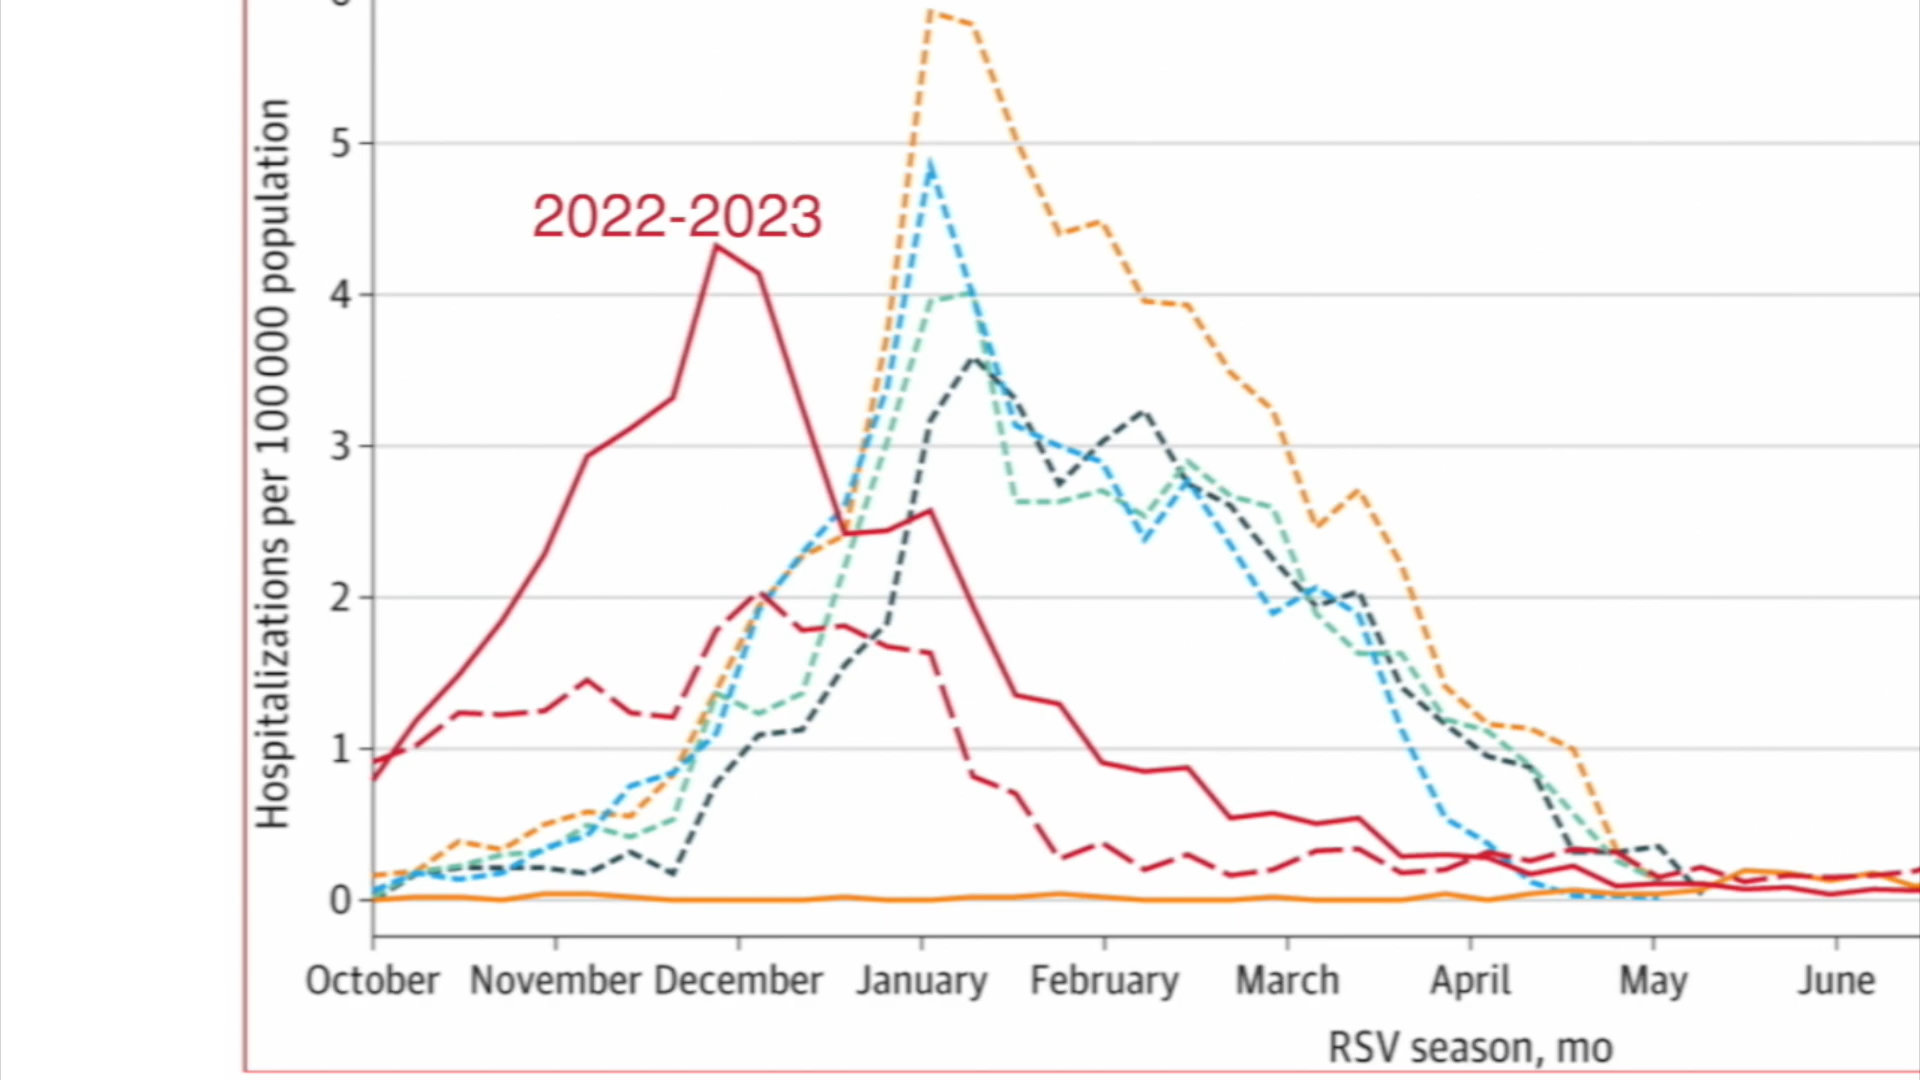 Hospitalizations per 100 000 population
5
4
3
2
1
0
2022-2023
October November December January February March April May June
RSV season, mo